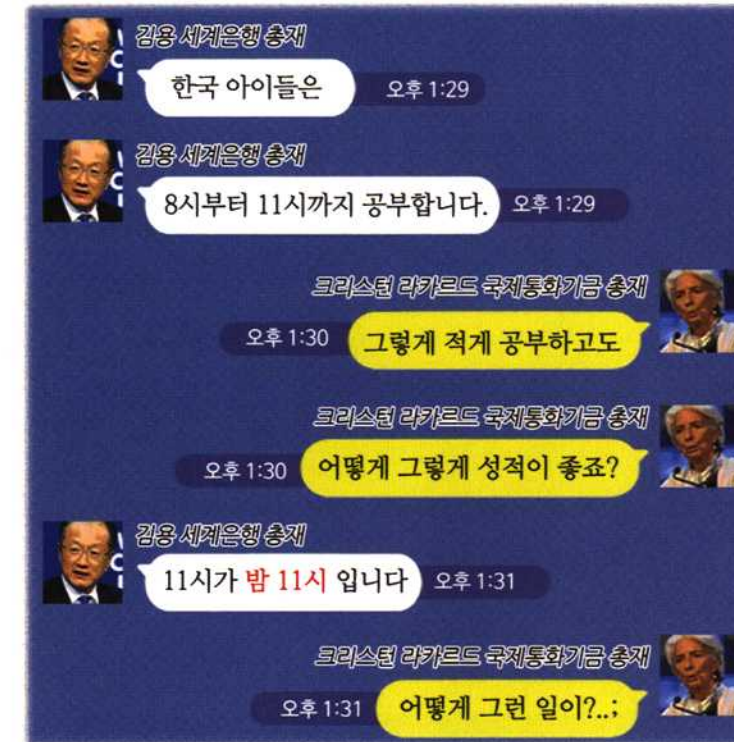 김용 세계은행 총재
한국 아이들은
오후 1:29
김용 세계은행 총재
8시부터 11시까지 공부합니다.
오후 1:29
크리스턴 라카르드 국제통화기금 총재
오후 1:30
그렇게 적게 공부하고도
크리스턴 라카르드 국제통화기금 총재
오후 1:30
어떻게 그렇게 성적이 좋죠?
김용 세계은행 총재
11시가 밤 11시 입니다
오후 1:31
크리스턴 라카르드 국제통화기금 총재
오후 1:31
어떻게 그런 일이?..;